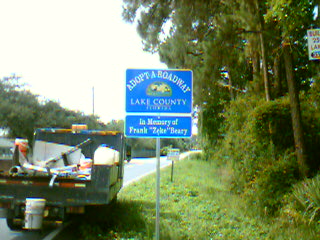 ADOPT-A-ROADWAY
LAKE COUNTY
FLORIDA
In Memory of
Frank "Zeke" Beary